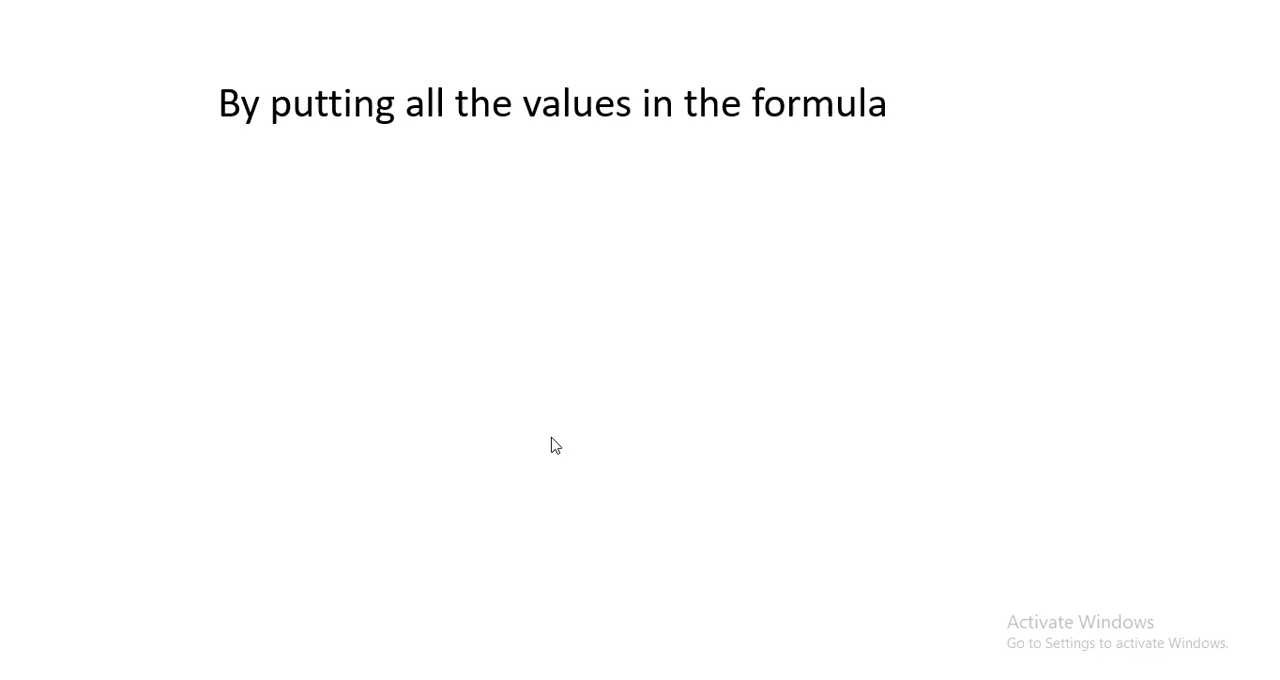 By putting all the values in the formula
Activate Windows
Go to Settings to activate Windows.